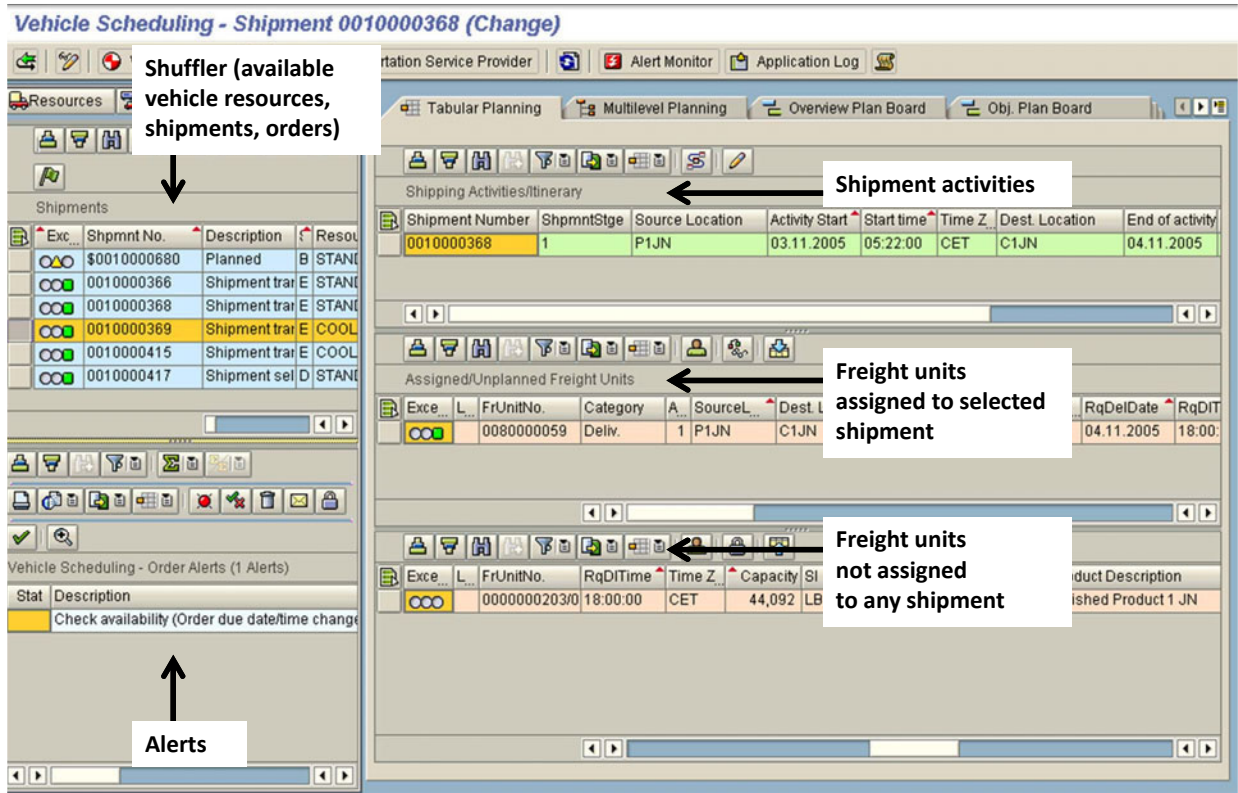 Vehicle Scheduling - Shipment 0010000368 (Change)
Shuffler (available
vehicle resources,
shipments, orders)
rtation Service Provider
Alert Monitor
Application Log
Resources
Tabular Planning
Multilevel Planning
Overview Plan Board
Obj. Plan Board
Shipments
Exc... Shpmnt No. Description Resou
$0010000680 Planned B STAND
0010000366 Shipment trar E STAND
0010000368 Shipment trar E STAND
0010000369 Shipment trar E COOL
0010000415 Shipment trar E COOL
0010000417 Shipment sel D STAND
Vehicle Scheduling - Order Alerts (1 Alerts)
Stat Description
Check availability (Order due date/time change
Alerts
Shipping Activities/Itinerary
Shipment activities
Shipment Number ShpmntStge Source Location Activity Start Start time Time Z... Dest. Location End of activity
0010000368 1 P1JN 03.11.2005 05:22:00 CET C1JN 04.11.2005
Assigned/Unplanned Freight Units
Freight units
assigned to selected
shipment
Exce... L... FrUnitNo. Category A... SourceL... Dest. L RqDelDate RqDlT
0080000059 Deliv. 1 P1JN C1JN 04.11.2005 18:00:
Freight units
not assigned
to any shipment
Exce... L... FrUnitNo. RqDlTime Time Z... Capacity Sl duct Description
0000000203/0 18:00:00 CET 44,092 LB ished Product 1 JN